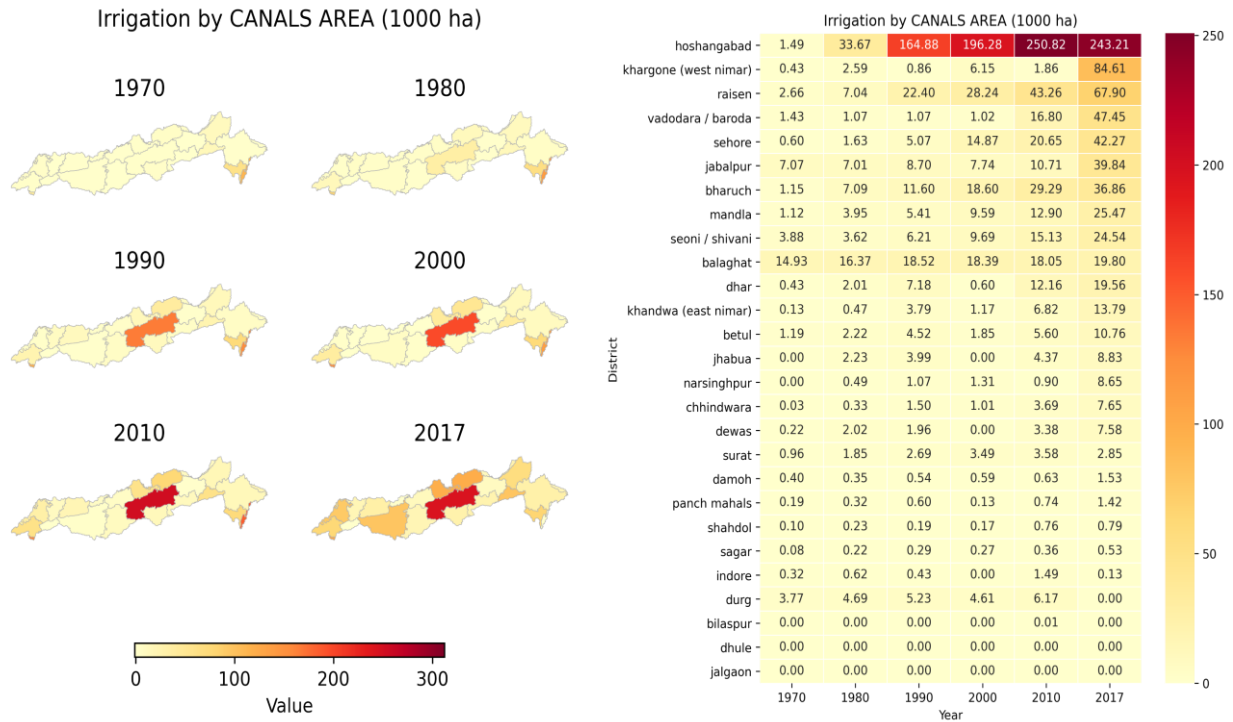 Irrigation by CANALS AREA (1000 ha)
1970
1980
1990
2000
2010
2017
0
100
200
300
Value
Irrigation by CANALS AREA (1000 ha)
District
hoshangabad 1.49 33.67 164.88 196.28 250.82 243.21
khargone (west nimar) 0.43 2.59 0.86 6.15 1.86 84.61
raisen 2.66 7.04 22.40 28.24 43.26 67.90
vadodara / baroda 1.43 1.07 1.07 1.02 16.80 47.45
sehore 0.60 1.63 5.07 14.87 20.65 42.27
jabalpur 7.07 7.01 8.70 7.74 10.71 39.84
bharuch 1.15 7.09 11.60 18.60 29.29 36.86
mandla 1.12 3.95 5.41 9.59 12.90 25.47
seoni / shivani 3.88 3.62 6.21 9.69 15.13 24.54
balaghat 14.93 16.37 18.52 18.39 18.05 19.80
dhar 0.43 2.01 7.18 0.60 12.16 19.56
khandwa (east nimar) 0.13 0.47 3.79 1.17 6.82 13.79
betul 1.19 2.22 4.52 1.85 5.60 10.76
jhabua 0.00 2.23 3.99 0.00 4.37 8.83
narsinghpur 0.00 0.49 1.07 1.31 0.90 8.65
chhindwara 0.03 0.33 1.50 1.01 3.69 7.65
dewas 0.22 2.02 1.96 0.00 3.38 7.58
surat 0.96 1.85 2.69 3.49 3.58 2.85
damoh 0.40 0.35 0.54 0.59 0.63 1.53
panch mahals 0.19 0.32 0.60 0.13 0.74 1.42
shahdol 0.10 0.23 0.19 0.17 0.76 0.79
sagar 0.08 0.22 0.29 0.27 0.36 0.53
indore 0.32 0.62 0.43 0.00 1.49 0.13
durg 3.77 4.69 5.23 4.61 6.17 0.00
bilaspur 0.00 0.00 0.00 0.00 0.01 0.00
dhule 0.00 0.00 0.00 0.00 0.00 0.00
jalgaon 0.00 0.00 0.00 0.00 0.00 0.00
1970 1980 1990 2000 2010 2017
Year
250
200
150
100
50
0